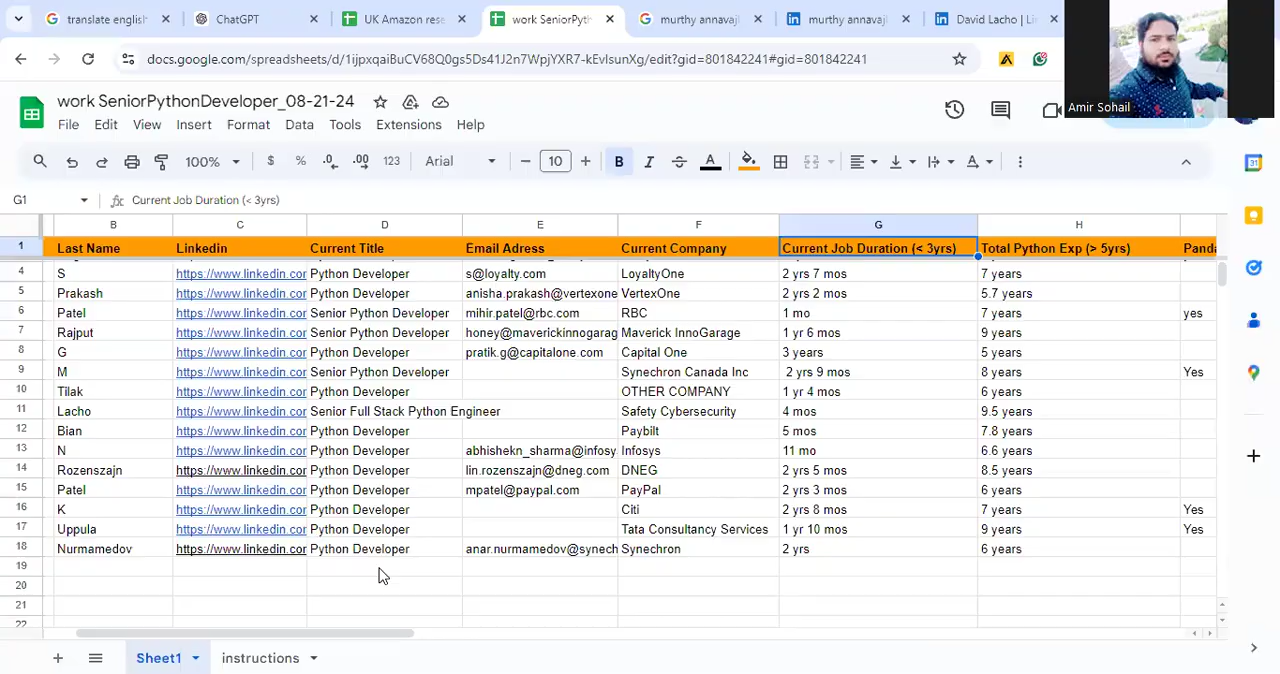 translate english
ChatGPT
UK Amazon rese
work SeniorPyth
murthy annavaj
murthy annavaj
David Lacho | Li
docs.google.com/spreadsheets/d/1ijpxqaiBuCV68Q0gs5Ds41J2n7WpjYXR7-kEvIsunXg/edit?gid=801842241#gid=801842241
Amir Sohail
work SeniorPythonDeveloper_08-21-24
File Edit View Insert Format Data Tools Extensions Help
100% $ % .0 .00 123 Arial 10 B I A
G1 fx Current Job Duration (< 3yrs)
B C D E F G H
1 Last Name Linkedin Current Title Email Adress Current Company Current Job Duration (< 3yrs) Total Python Exp (> 5yrs) Panda
4 S https://www.linkedin.cor Python Developer s@loyalty.com LoyaltyOne 2 yrs 7 mos 7 years
5 Prakash https://www.linkedin.cor Python Developer anisha.prakash@vertexone VertexOne 2 yrs 2 mos 5.7 years
6 Patel https://www.linkedin.cor Senior Python Developer mihir.patel@rbc.com RBC 1 mo 7 years yes
7 Rajput https://www.linkedin.cor Python Developer honey@maverickinnogarag Maverick InnoGarage 1 yr 6 mos 9 years
8 G https://www.linkedin.cor Python Developer pratik.g@capitalone.com Capital One 3 years 5 years
9 M https://www.linkedin.cor Senior Python Developer Synechron Canada Inc 2 yrs 9 mos 8 years Yes
10 Tilak https://www.linkedin.cor Python Developer OTHER COMPANY 1 yr 4 mos 6 years
11 Lacho https://www.linkedin.cor Senior Full Stack Python Engineer Safety Cybersecurity 4 mos 9.5 years
12 Bian https://www.linkedin.cor Python Developer Paybilt 5 mos 7.8 years
13 N https://www.linkedin.cor Python Developer abhishekn_sharma@infosy Infosys 11 mo 6.6 years
14 Rozenszajn https://www.linkedin.cor Python Developer lin.rozenszajn@dneg.com DNEG 2 yrs 5 mos 8.5 years
15 Patel https://www.linkedin.cor Python Developer mpatel@paypal.com PayPal 2 yrs 3 mos 6 years
16 K https://www.linkedin.cor Python Developer Citi 2 yrs 8 mos 7 years Yes
17 Uppula https://www.linkedin.cor Python Developer Tata Consultancy Services 1 yr 10 mos 9 years Yes
18 Nurmamedov https://www.linkedin.cor Python Developer anar.nurmamedov@synech Synechron 2 yrs 6 years
19
20
21
22
Sheet1 instructions